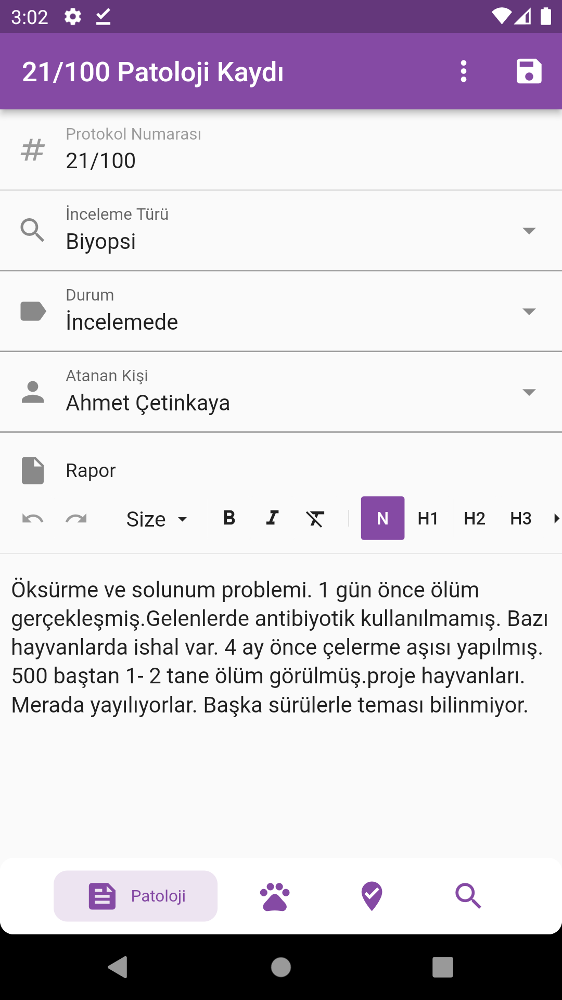 3:02
21/100 Patoloji Kaydı
Protokol Numarası
21/100
İnceleme Türü
Biyopsi
Durum
İncelemede
Atanan Kişi
Ahmet Çetinkaya
Rapor
Size B I T N H1 H2 H3
Öksürme ve solunum problemi. 1 gün önce ölüm
gerçekleşmiş.Gelenlerde antibiyotik kullanılmamış. Bazı
hayvanlarda ishal var. 4 ay önce çelerme aşısı yapılmış.
500 baştan 1- 2 tane ölüm görülmüş.proje hayvanları.
Merada yayılıyorlar. Başka sürülerle teması bilinmiyor.
Patoloji